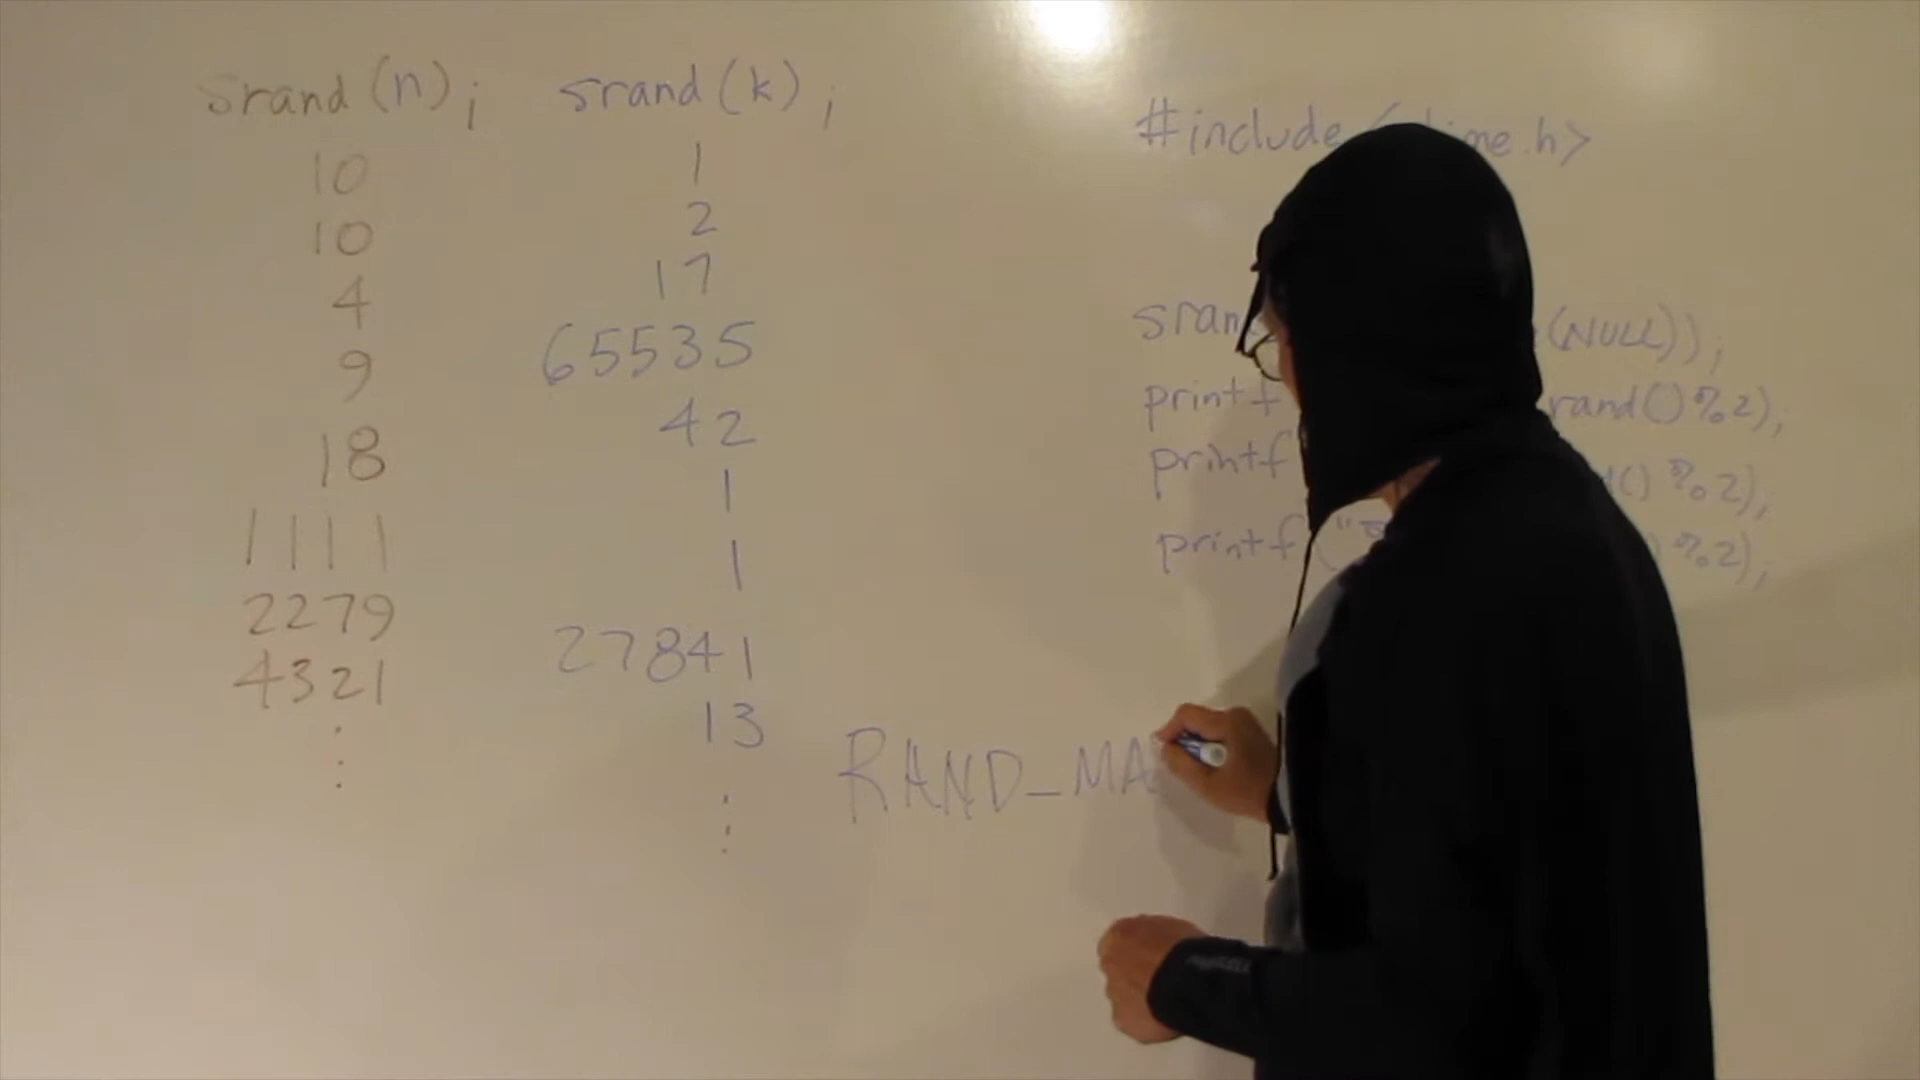 srand(n);
10
10
4
9
18
1111
2279
4321
srand(k);
1
2
17
65535
42
1
1
27841
13
RAND_MA
#include< time.h>
sran (NULL));
printf rand()%2);
printf ()%2);
printf(" )%2);